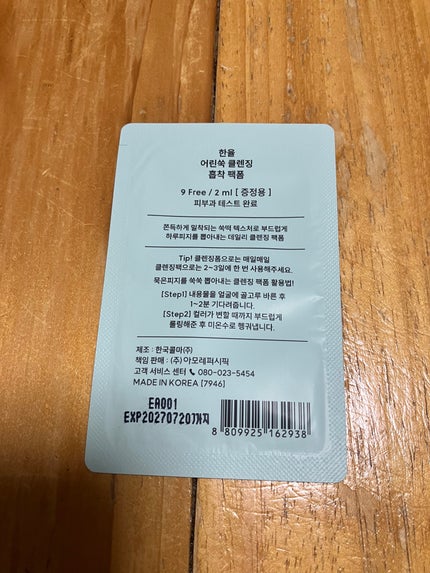 한율
어린쑥 클렌징
흡착 팩폼
9 Free / 2 ml [ 증정용 ]
피부과 테스트 완료
쫀득하게 밀착되는 쑥떡 텍스처로 부드럽게
하루피지를 뽑아내는 데일리 클렌징 팩폼
Tip! 클렌징폼으로는 매일매일
클렌징팩으로는 2~3일에 한 번 사용해주세요.
묵은피지를 쏙쏙 뽑아내는 클렌징 팩폼 활용법!
[Step1] 내용물을 얼굴에 골고루 바른 후
1~2분 기다려줍니다.
[Step2] 컬러가 변할 때까지 부드럽게
롤링해준 후 미온수로 헹궈냅니다.
제조 : 한국콜마(주)
책임 판매 : (주) 아모레퍼시픽
고객 서비스 센터 📞 080-023-5454
MADE IN KOREA [7946]
EA001
EXP20270720까지
8 809925 162938